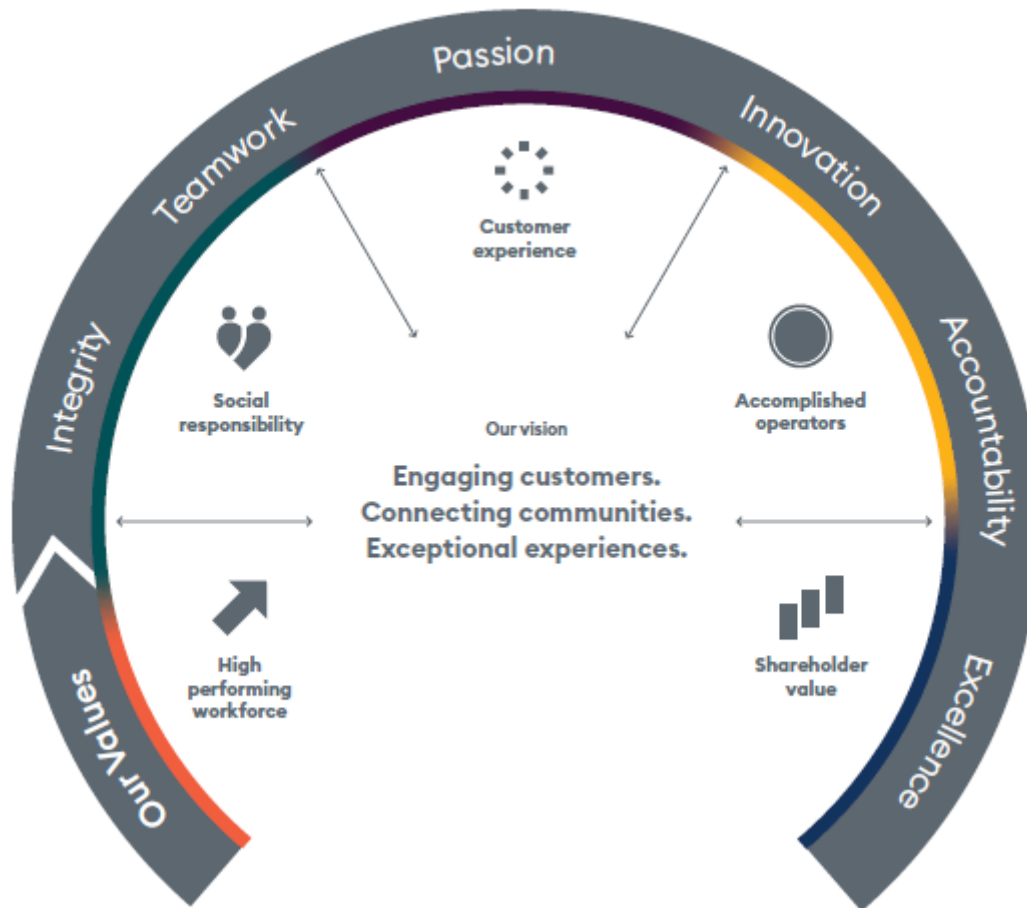 Our Values
Integrity
Teamwork
Passion
Innovation
Accountability
Excellence
Customer
experience
Social
responsibility
Accomplished
operators
Our vision
Engaging customers.
Connecting communities.
Exceptional experiences.
High
performing
workforce
Shareholder
value